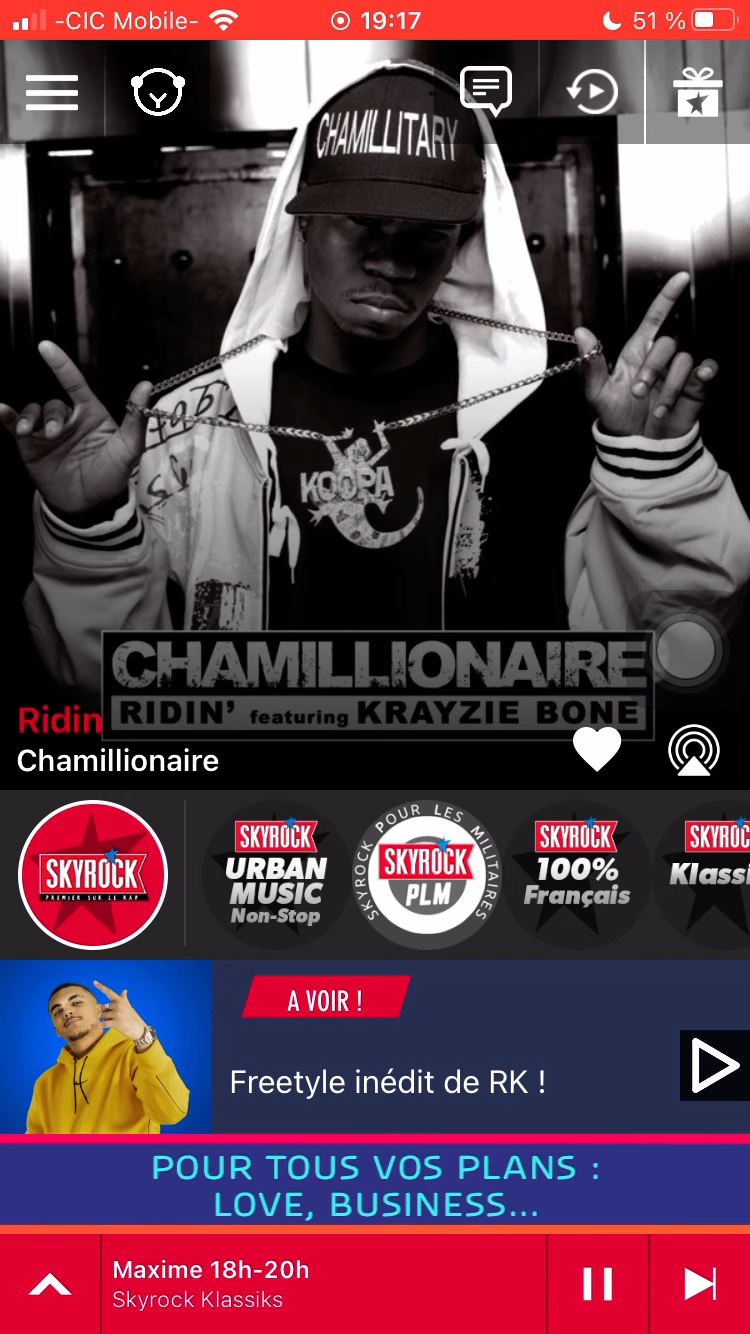 -CIC Mobile-
19:17
51 %
CHAMILLITARY
KOOPA
CHAMILLIONAIRE
RIDIN' featuring KRAYZIE BONE
Ridin
Chamillionaire
SKYROCK
PREMIER SUR LE RAP
SKYROCK
URBAN
MUSIC
Non-Stop
SKYROCK POUR LES MILITAIRES
SKYROCK
PLM
SKYROCK
100%
Français
SKYROC
Klassi
A VOIR !
Freetyle inédit de RK !
POUR TOUS VOS PLANS :
LOVE, BUSINESS...
Maxime 18h-20h
Skyrock Klassiks